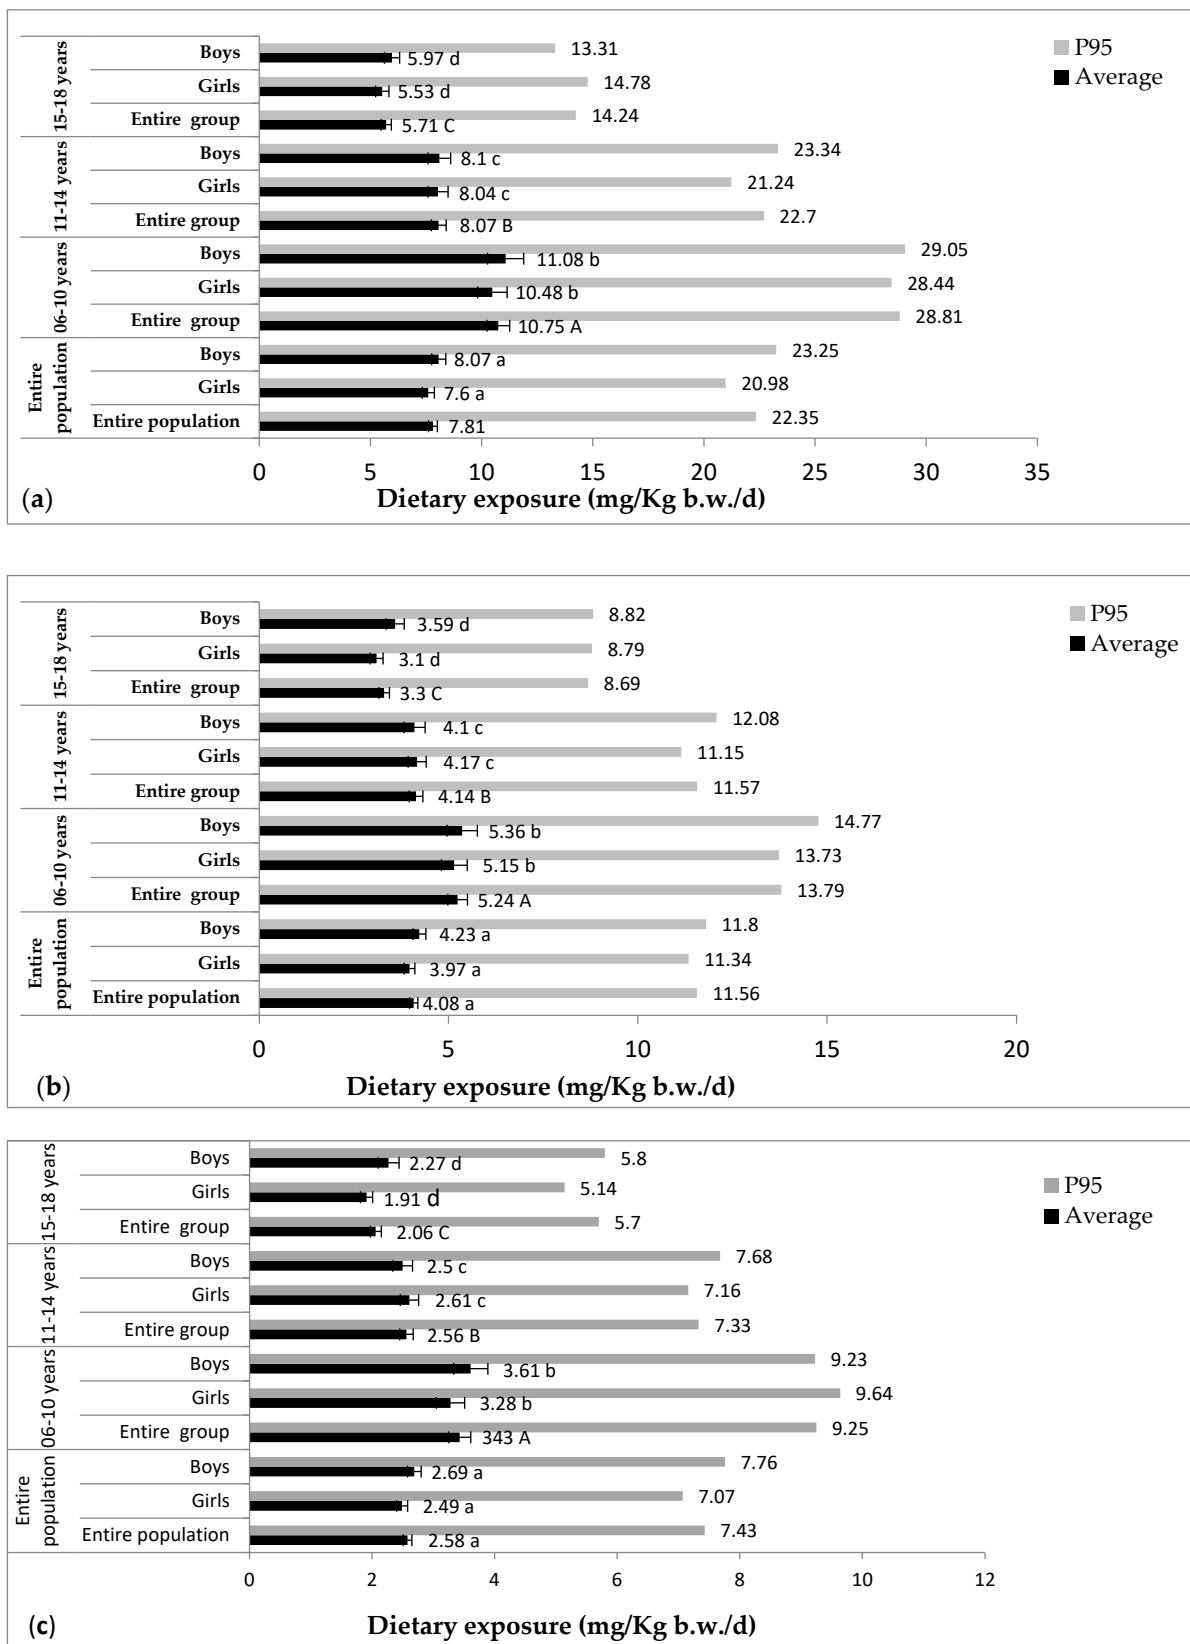 P95
Average
15-18 years
Boys
13.31
5.97 d
Girls
14.78
5.53 d
Entire group
14.24
5.71 C
11-14 years
Boys
23.34
8.1 c
Girls
21.24
8.04 c
Entire group
22.7
8.07 B
06-10 years
Boys
29.05
11.08 b
Girls
28.44
10.48 b
Entire group
28.81
10.75 A
Entire
population
Boys
23.25
8.07 a
Girls
20.98
7.6 a
Entire population
22.35
7.81
0 5 10 15 20 25 30 35
(a)
Dietary exposure (mg/Kg b.w./d)
P95
Average
15-18 years
Boys
8.82
3.59 d
Girls
8.79
3.1 d
Entire group
8.69
3.3 C
11-14 years
Boys
12.08
4.1 c
Girls
11.15
4.17 c
Entire group
11.57
4.14 B
06-10 years
Boys
14.77
5.36 b
Girls
13.73
5.15 b
Entire group
13.79
5.24 A
Entire
population
Boys
11.8
4.23 a
Girls
11.34
3.97 a
Entire population
11.56
4.08 a
0 5 10 15 20
(b)
Dietary exposure (mg/Kg b.w./d)
P95
Average
15-18 years
Boys
5.8
2.27 d
Girls
5.14
1.91 d
Entire group
5.7
2.06 C
11-14 years
Boys
7.68
2.5 c
Girls
7.16
2.61 c
Entire group
7.33
2.56 B
06-10 years
Boys
9.23
3.61 b
Girls
9.64
3.28 b
Entire group
9.25
343 A
Entire
population
Boys
7.76
2.69 a
Girls
7.07
2.49 a
Entire population
7.43
2.58 a
0 2 4 6 8 10 12
(c)
Dietary exposure (mg/Kg b.w./d)